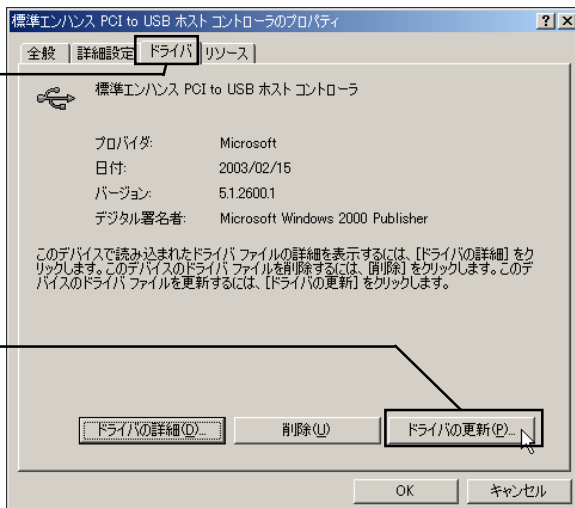 標準エンハンス PCI to USB ホスト コントローラのプロパティ
全般 詳細設定 ドライバ リソース
標準エンハンス PCI to USB ホスト コントローラ
プロバイダ: Microsoft
日付: 2003/02/15
バージョン: 5.1.2600.1
デジタル署名者: Microsoft Windows 2000 Publisher
このデバイスで読み込まれたドライバ ファイルの詳細を表示するには、[ドライバの詳細] をク
リックします。このデバイスのドライバ ファイルを削除するには、[削除] をクリックします。このデ
バイスのドライバ ファイルを更新するには、[ドライバの更新] をクリックします。
ドライバの詳細(D)... 削除(U) ドライバの更新(P)...
OK キャンセル